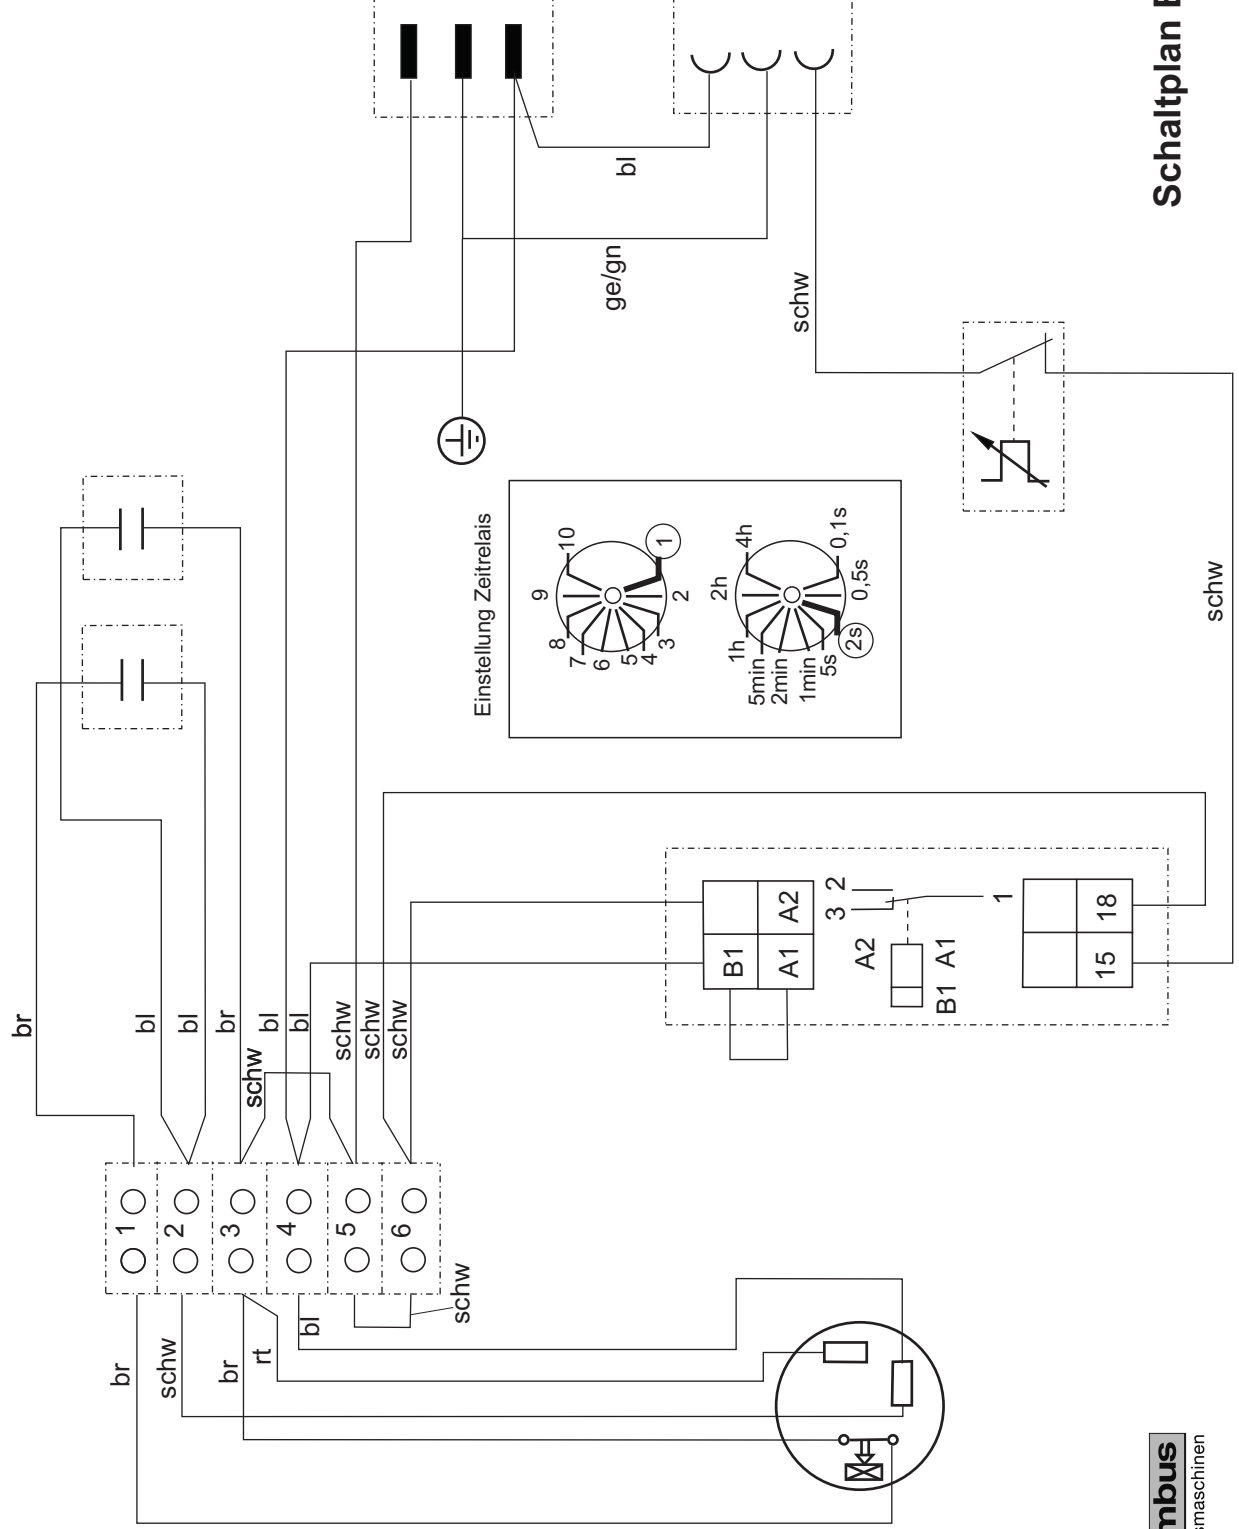 Schaltplan
bl
ge/gn
schw
schw
Einstellung Zeitrelais
10
9
8
7
6
5
4
3
2
1
4h
2h
1h
5min
2min
1min
5s
2s
0,5s
0,1s
br
bl
bl
br
schw
bl
bl
schw
schw
schw
B1
A1
A2
3
2
A2
B1
A1
1
15
18
1
2
3
4
5
6
br
schw
br
rt
bl
schw